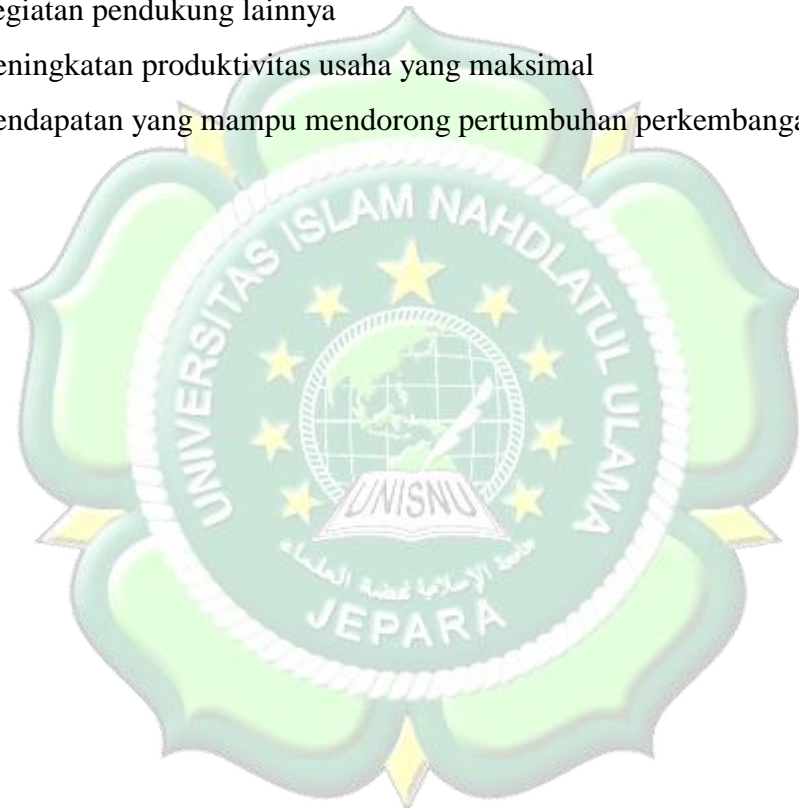 egiatan pendukung lainnya
eningkatan produktivitas usaha yang maksimal
endapatan yang mampu mendorong pertumbuhan perkembanga
UNIVERSITAS ISLAM NAHDLATUL ULAMA
UNISNU
JEPARA